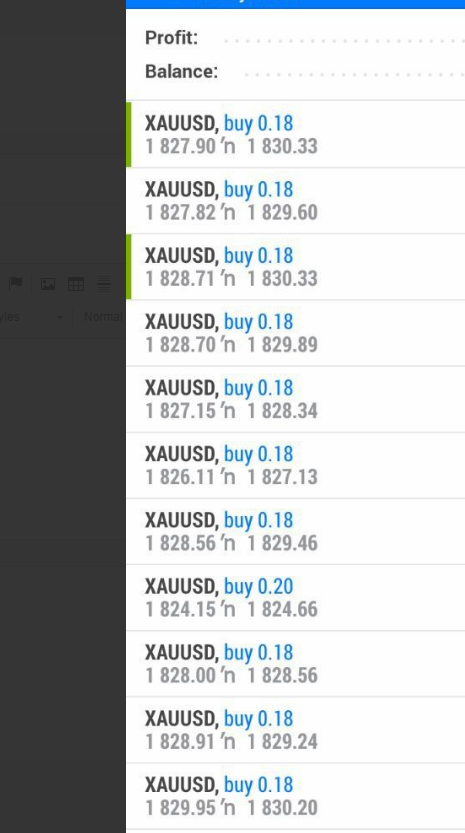 Profit:
Balance:
XAUUSD, buy 0.18
1 827.90 ’n 1 830.33
XAUUSD, buy 0.18
1 827.82 ’n 1 829.60
XAUUSD, buy 0.18
1 828.71 ’n 1 830.33
XAUUSD, buy 0.18
1 828.70 ’n 1 829.89
XAUUSD, buy 0.18
1 827.15 ’n 1 828.34
XAUUSD, buy 0.18
1 826.11 ’n 1 827.13
XAUUSD, buy 0.18
1 828.56 ’n 1 829.46
XAUUSD, buy 0.20
1 824.15 ’n 1 824.66
XAUUSD, buy 0.18
1 828.00 ’n 1 828.56
XAUUSD, buy 0.18
1 828.91 ’n 1 829.24
XAUUSD, buy 0.18
1 829.95 ’n 1 830.20
Normal